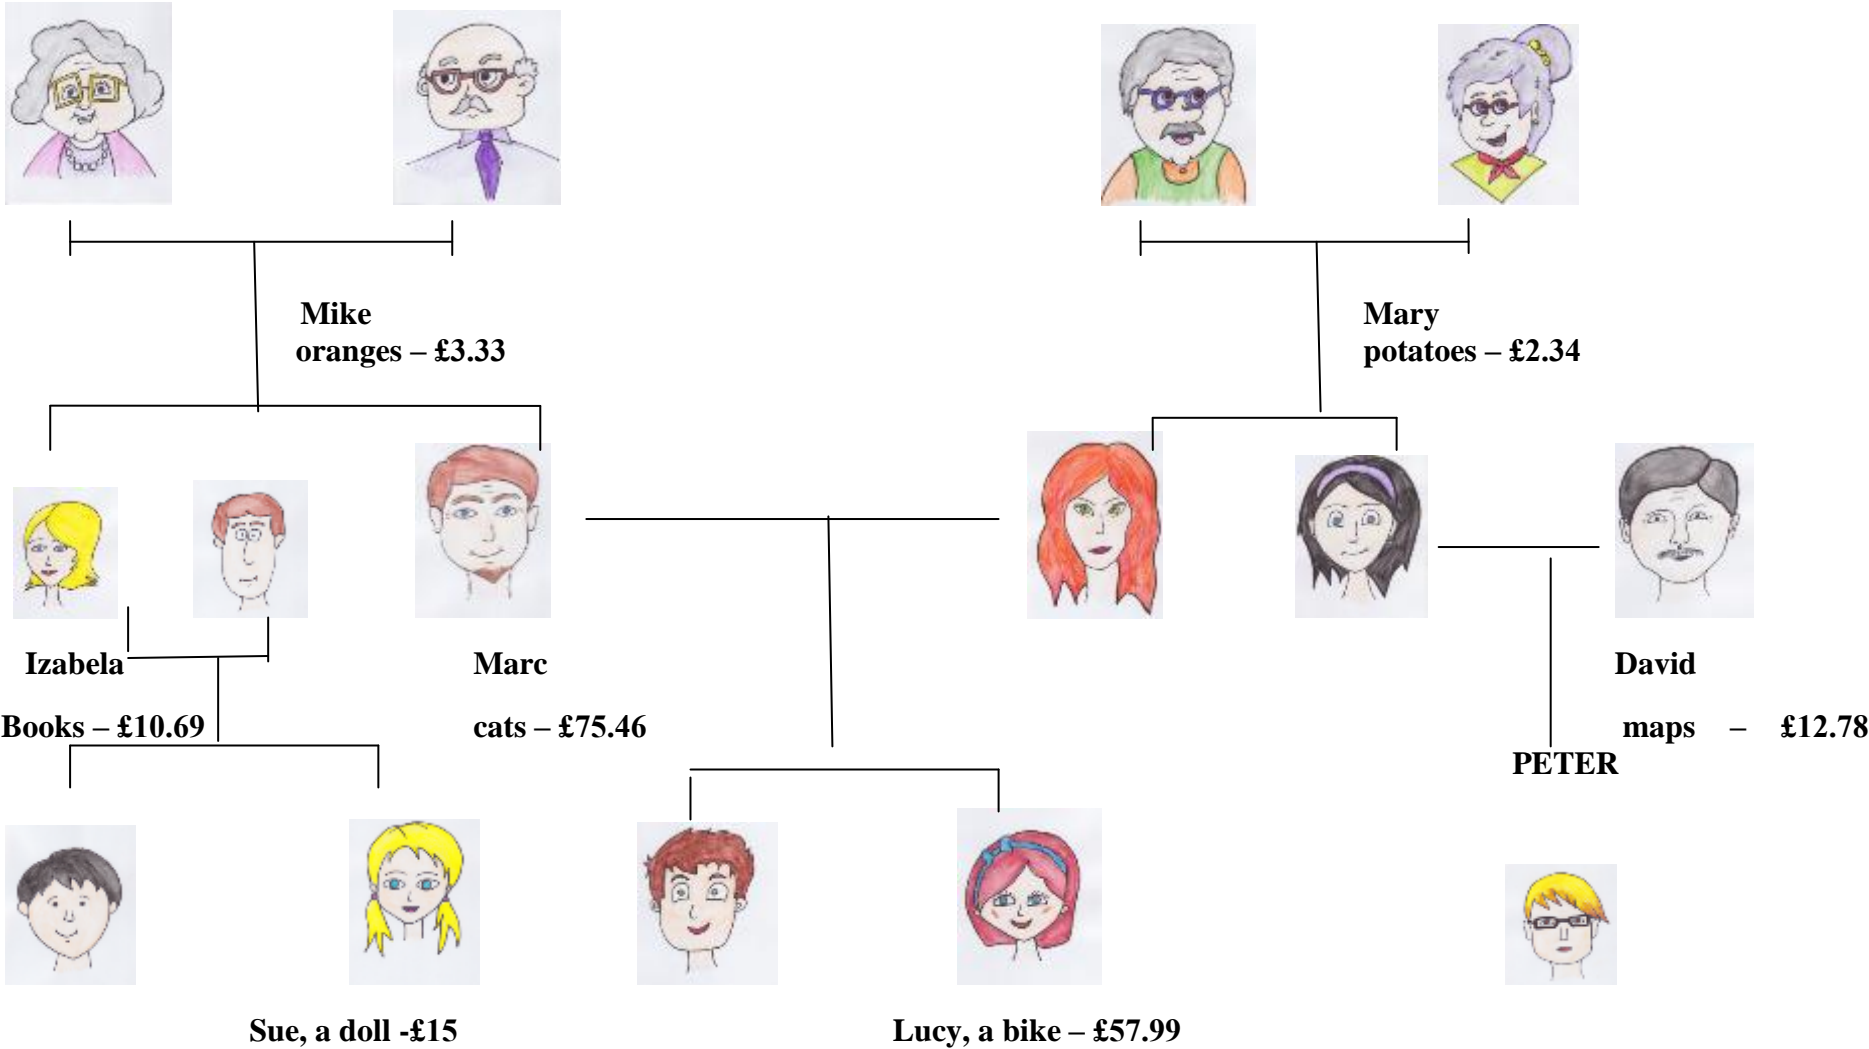 Mike
oranges – £3.33
Mary
potatoes – £2.34
Izabela
Marc
David
Books – £10.69
cats – £75.46
maps – £12.78
PETER
Sue, a doll -£15
Lucy, a bike – £57.99